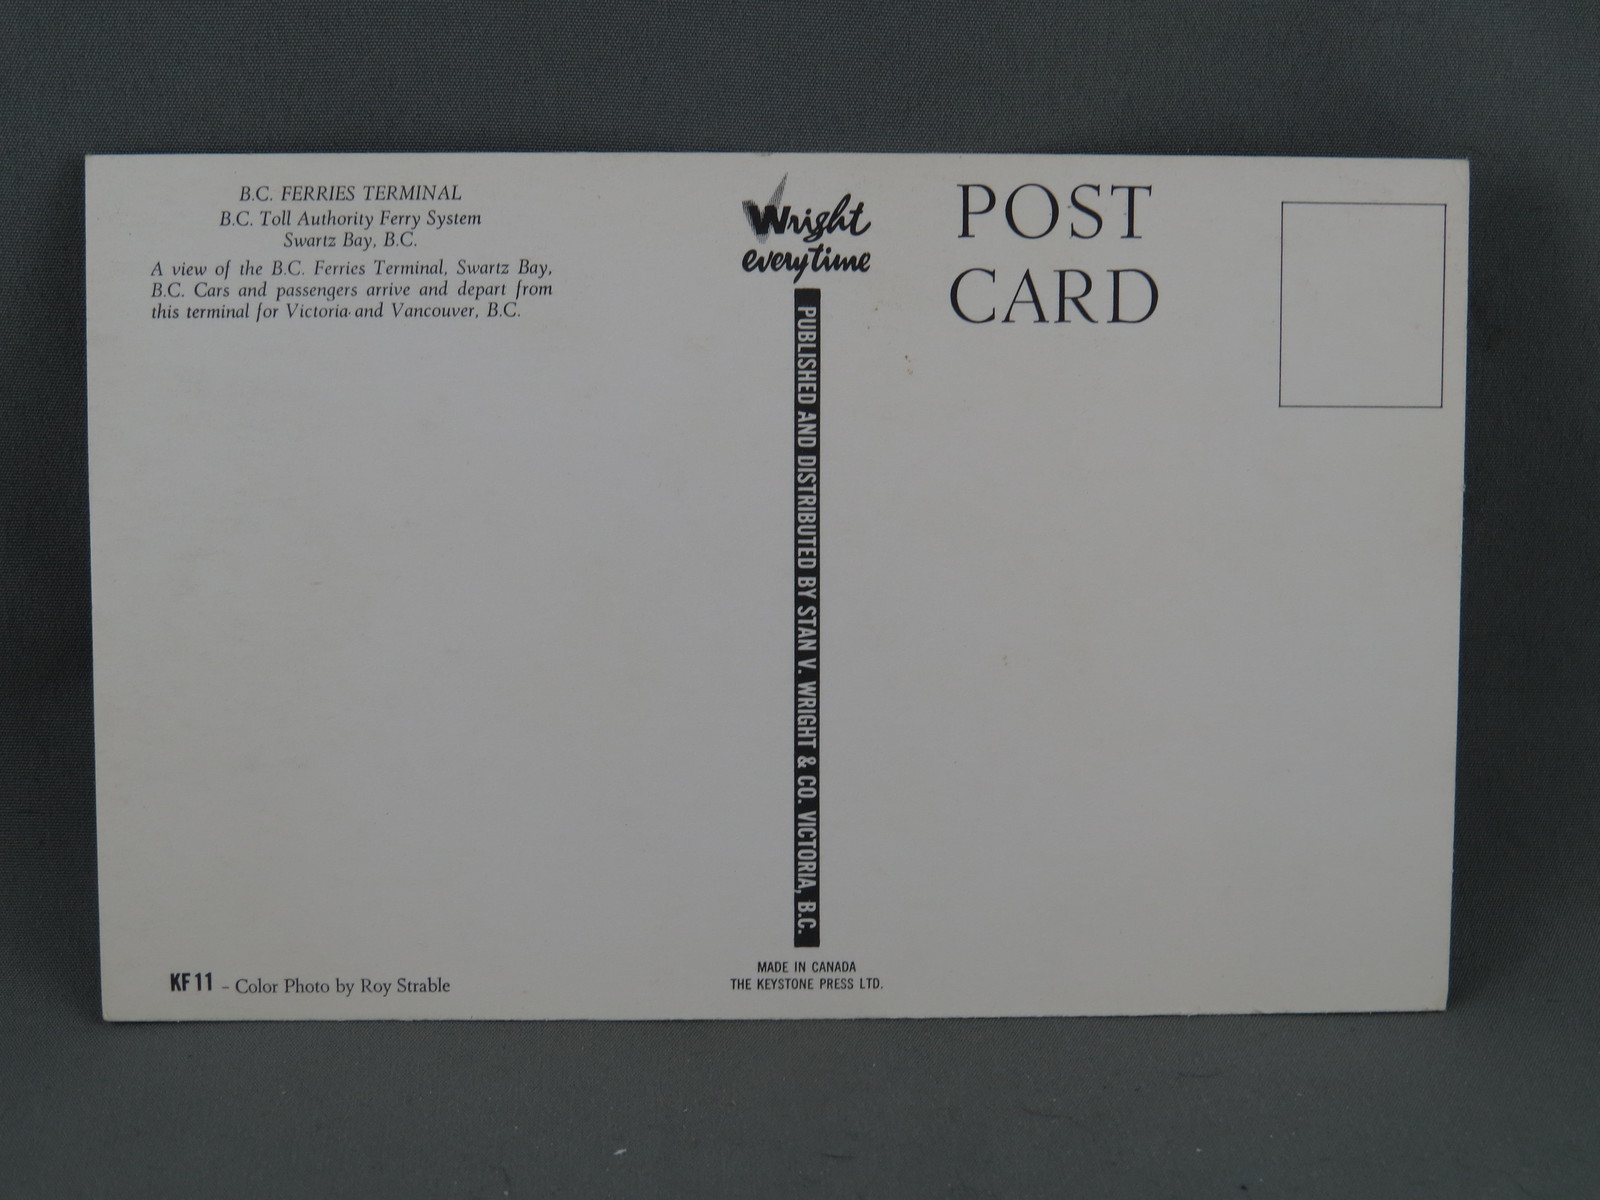 B.C. FERRIES TERMINAL
B.C. Toll Authority Ferry System
Swartz Bay, B.C.
A view of the B.C. Ferries Terminal, Swartz Bay,
B.C. Cars and passengers arrive and depart from
this terminal for Victoria and Vancouver, B.C.
KF 11 – Color Photo by Roy Strable
Wright
everytime
PUBLISHED AND DISTRIBUTED BY STAN V. WRIGHT & CO. VICTORIA, B.C.
MADE IN CANADA
THE KEYSTONE PRESS LTD.
POST
CARD